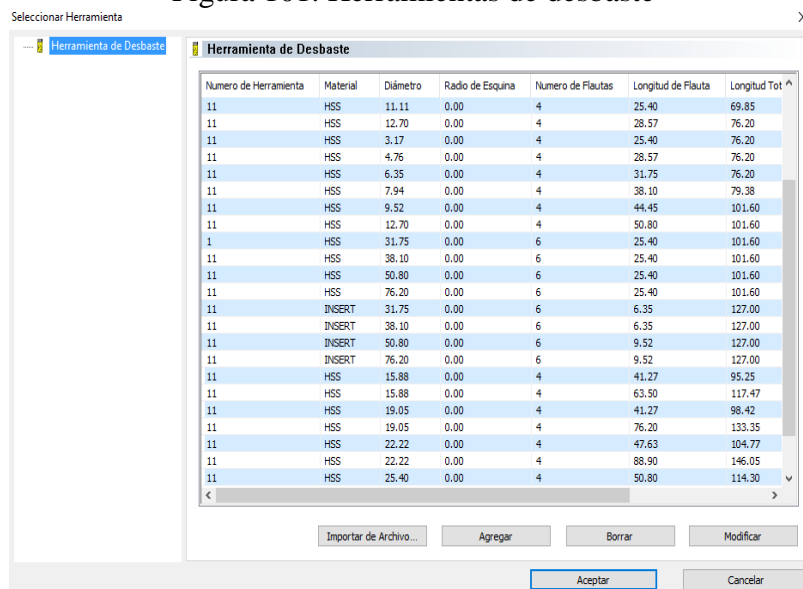 Figura 161. Herramientas de desbaste
Seleccionar Herramienta
Herramienta de Desbaste
Herramienta de Desbaste
Numero de Herramienta Material Diámetro Radio de Esquina Numero de Flautas Longitud de Flauta Longitud Tot
11 HSS 11.11 0.00 4 25.40 69.85
11 HSS 12.70 0.00 4 28.57 76.20
11 HSS 3.17 0.00 4 25.40 76.20
11 HSS 4.76 0.00 4 28.57 76.20
11 HSS 6.35 0.00 4 31.75 76.20
11 HSS 7.94 0.00 4 38.10 79.38
11 HSS 9.52 0.00 4 44.45 101.60
11 HSS 12.70 0.00 4 50.80 101.60
1 HSS 31.75 0.00 6 25.40 101.60
11 HSS 38.10 0.00 6 25.40 101.60
11 HSS 50.80 0.00 6 25.40 101.60
11 HSS 76.20 0.00 6 25.40 101.60
11 INSERT 31.75 0.00 6 6.35 127.00
11 INSERT 38.10 0.00 6 6.35 127.00
11 INSERT 50.80 0.00 6 9.52 127.00
11 INSERT 76.20 0.00 6 9.52 127.00
11 HSS 15.88 0.00 4 41.27 95.25
11 HSS 15.88 0.00 4 63.50 117.47
11 HSS 19.05 0.00 4 41.27 98.42
11 HSS 19.05 0.00 4 76.20 133.35
11 HSS 22.22 0.00 4 47.63 104.77
11 HSS 22.22 0.00 4 88.90 146.05
11 HSS 25.40 0.00 4 50.80 114.30
Importar de Archivo... Agregar Borrar Modificar
Aceptar Cancelar